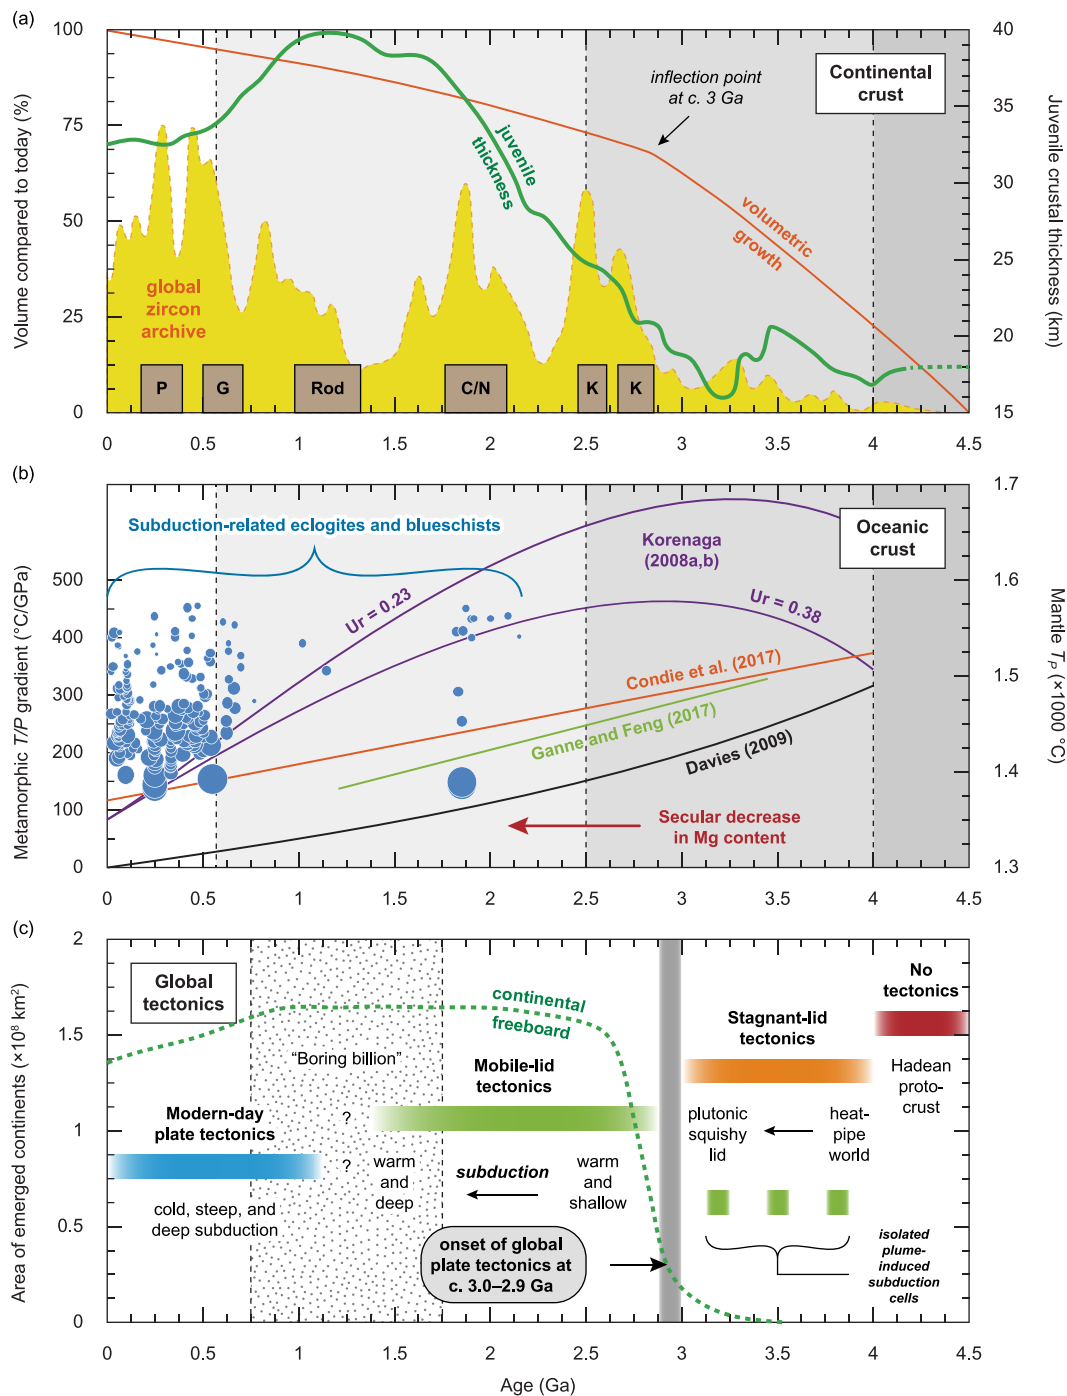 (a)
100
75
50
25
0
Volume compared to today (%)
40
35
30
25
20
15
Juvenile crustal thickness (km)
Continental
crust
inflection point
at c. 3 Ga
juvenile
thickness
volumetric
growth
global
zircon
archive
P
G
Rod
C/N
K
K
0
0.5
1
1.5
2
2.5
3
3.5
4
4.5
(b)
Metamorphic T/P gradient (°C/GPa)
500
400
300
200
100
0
1.7
1.6
1.5
1.4
1.3
Mantle TP (×1000 °C)
Subduction-related eclogites and blueschists
Oceanic
crust
Korenaga
(2008a,b)
Ur = 0.23
Ur = 0.38
Condie et al. (2017)
Ganne and Feng (2017)
Davies (2009)
Secular decrease
in Mg content
0
0.5
1
1.5
2
2.5
3
3.5
4
4.5
(c)
Area of emerged continents (×10⁸ km²)
2
1.5
1
0.5
0
Global
tectonics
continental
freeboard
No
tectonics
Stagnant-lid
tectonics
"Boring billion"
Mobile-lid
tectonics
Hadean
proto-
crust
Modern-day
plate tectonics
?
?
plutonic
squishy
lid
heat-
pipe
world
warm
and
deep
subduction
warm
and
shallow
cold, steep, and
deep subduction
onset of global
plate tectonics at
c. 3.0–2.9 Ga
isolated
plume-
induced
subduction
cells
0
0.5
1
1.5
2
2.5
3
3.5
4
4.5
Age (Ga)